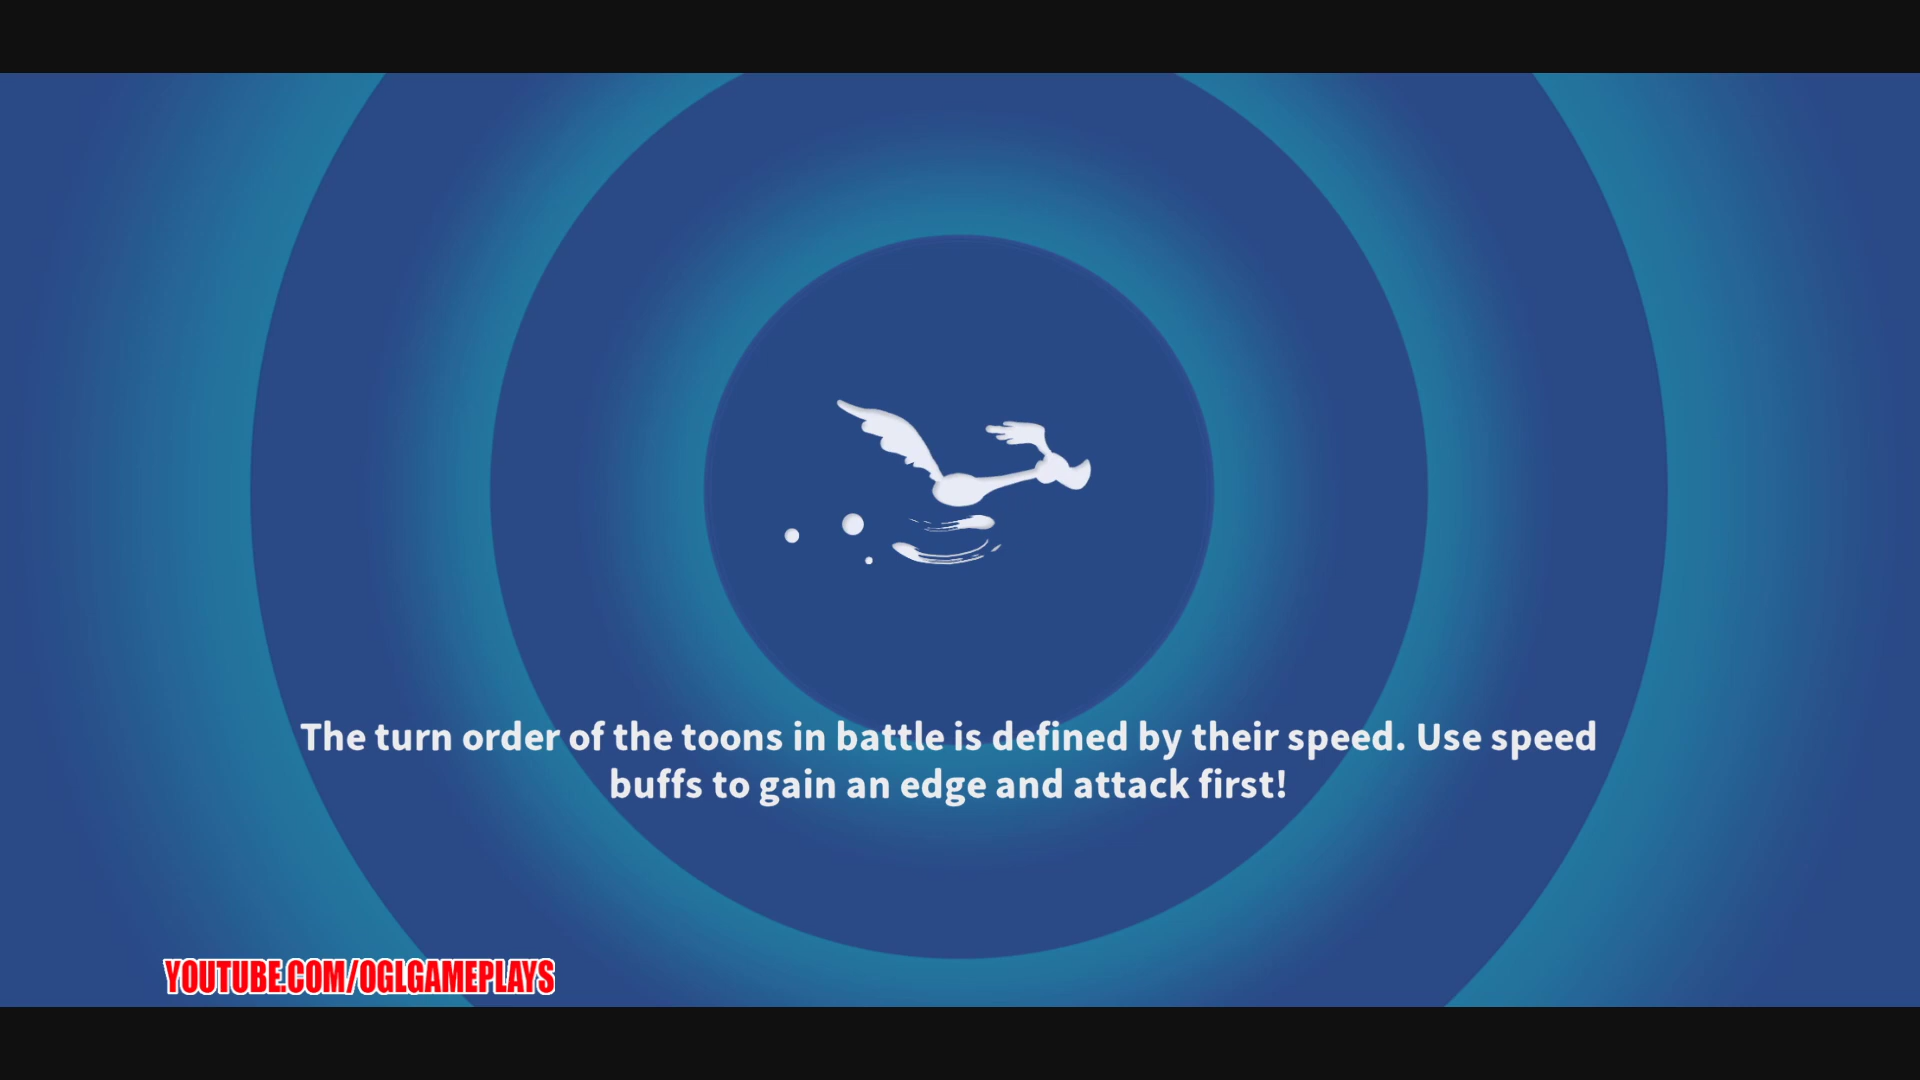 The turn order of the toons in battle is defined by their speed. Use speed
buffs to gain an edge and attack first!
YOUTUBE.COM/OGLGAMEPLAYS